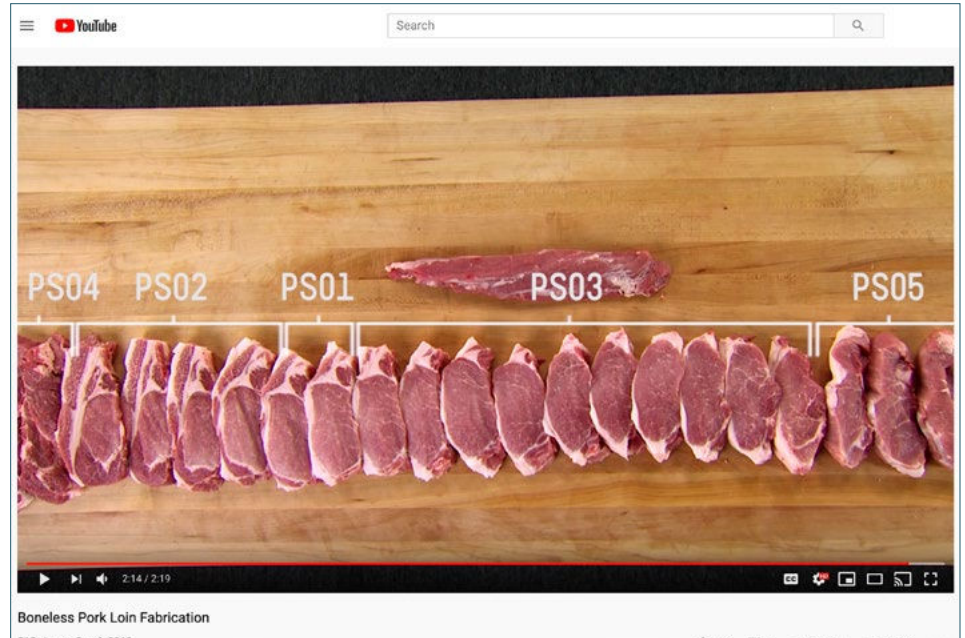 YouTube
Search
PS04 PS02 PS01 PS03 PS05
2:14 / 2:19
CC
Boneless Pork Loin Fabrication